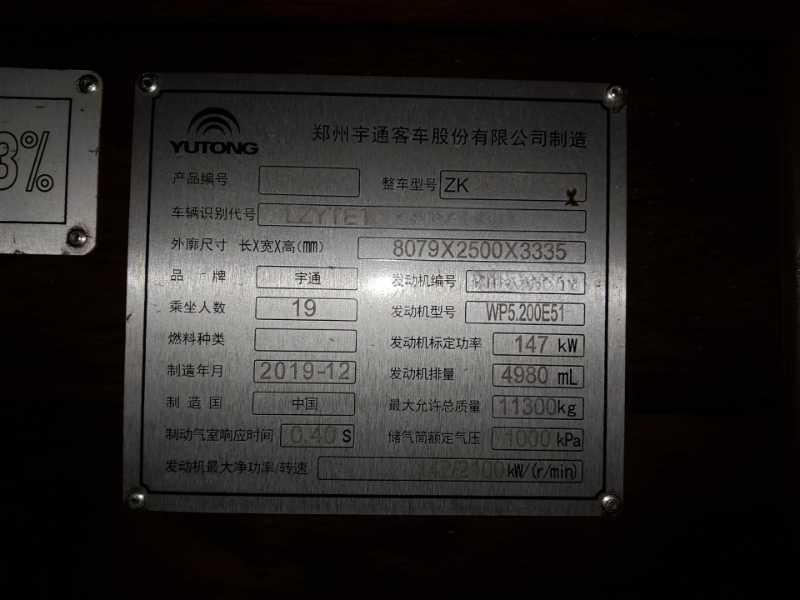 3%
YUTONG
郑州宇通客车股份有限公司制造
产品编号 整车型号 ZK
车辆识别代号 LZYTET
外廓尺寸 长X宽X高(mm) 8079X2500X3335
品 牌 宇通 发动机编号
乘坐人数 19 发动机型号 WP5.200E51
燃料种类 发动机标定功率 147 kW
制造年月 2019-12 发动机排量 4980 mL
制 造 国 中国 最大允许总质量 11300kg
制动气室响应时间 0.40 S 储气筒额定气压 1000 kPa
发动机最大净功率/转速 142/2100kW/(r/min)